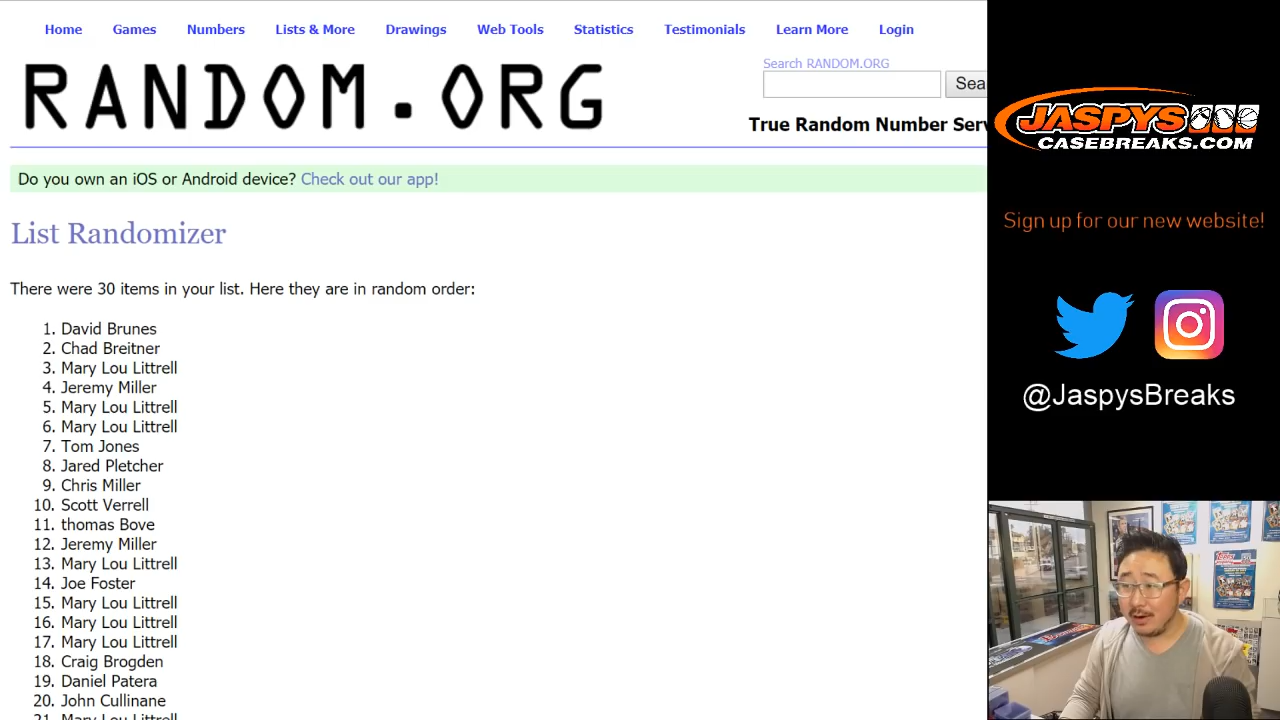 Home Games Numbers Lists & More Drawings Web Tools Statistics Testimonials Learn More Login
RANDOM.ORG
Search RANDOM.ORG
Sea
True Random Number Serv
Do you own an iOS or Android device? Check out our app!
List Randomizer
There were 30 items in your list. Here they are in random order:
1. David Brunes
2. Chad Breitner
3. Mary Lou Littrell
4. Jeremy Miller
5. Mary Lou Littrell
6. Mary Lou Littrell
7. Tom Jones
8. Jared Pletcher
9. Chris Miller
10. Scott Verrell
11. thomas Bove
12. Jeremy Miller
13. Mary Lou Littrell
14. Joe Foster
15. Mary Lou Littrell
16. Mary Lou Littrell
17. Mary Lou Littrell
18. Craig Brogden
19. Daniel Patera
20. John Cullinane
21. Mary Lou Littrell
JASPYS
CASEBREAKS.COM
Sign up for our new website!
@JaspysBreaks